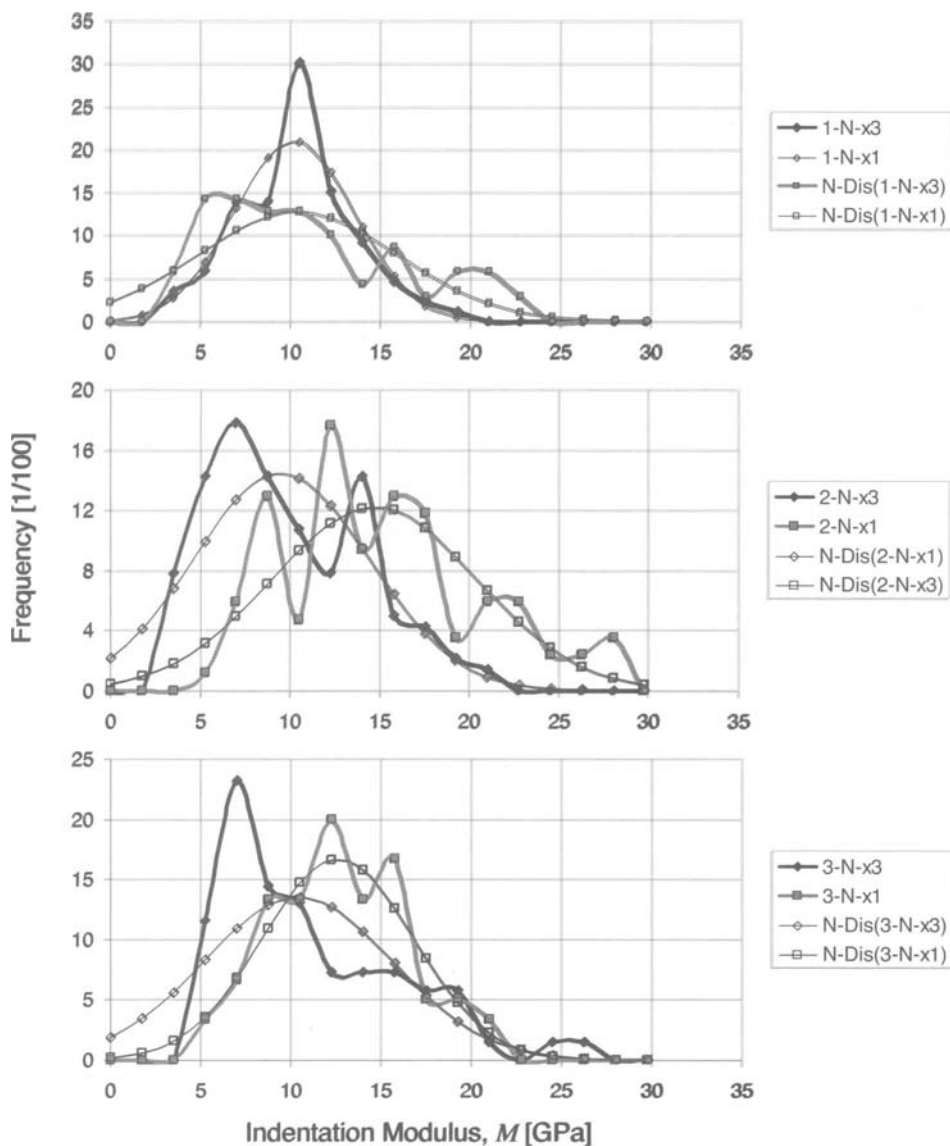 35
30
25
20
15
10
5
0
0 5 10 15 20 25 30 35
1-N-x3
1-N-x1
N-Dis(1-N-x3)
N-Dis(1-N-x1)
20
16
12
8
4
0
0 5 10 15 20 25 30 35
2-N-x3
2-N-x1
N-Dis(2-N-x1)
N-Dis(2-N-x3)
Frequency [1/100]
25
20
15
10
5
0
0 5 10 15 20 25 30 35
3-N-x3
3-N-x1
N-Dis(3-N-x3)
N-Dis(3-N-x1)
Indentation Modulus, M [GPa]